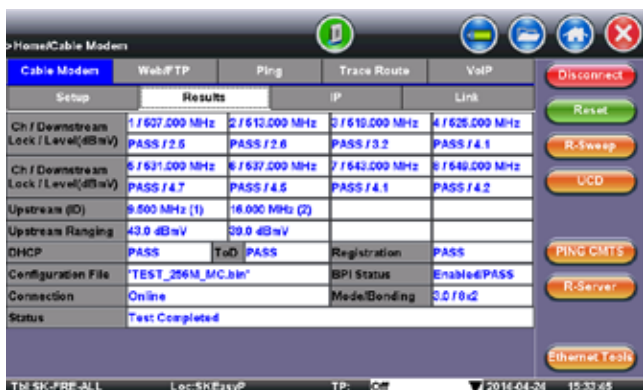 >Home/Cable Modem
Cable Modem Web/FTP Ping Trace Route VoIP
Setup Results IP Link
Ch / Downstream Lock / Level(dBmV) 1 / 607.000 MHz 2 / 613.000 MHz 3 / 619.000 MHz 4 / 625.000 MHz
PASS / 2.5 PASS / 2.6 PASS / 3.2 PASS / 4.1
Ch / Downstream Lock / Level(dBmV) 5 / 631.000 MHz 6 / 637.000 MHz 7 / 643.000 MHz 8 / 649.000 MHz
PASS / 4.7 PASS / 4.5 PASS / 4.1 PASS / 4.2
Upstream (ID) 9.500 MHz (1) 16.000 MHz (2)
Upstream Ranging 43.0 dBmV 39.0 dBmV
DHCP PASS ToD PASS Registration PASS
Configuration File "TEST_256M_MC.bin" BPI Status Enabled/PASS
Connection Online Mode/Bonding 3.0 / 8x2
Status Test Completed
Disconnect
Reset
R-Sweep
UCD
PING CMTS
R-Server
Ethernet Tools
Tbl:SK-FRE-ALL Loc:SKEasyP TP: Off 2014-04-24 15:33:45